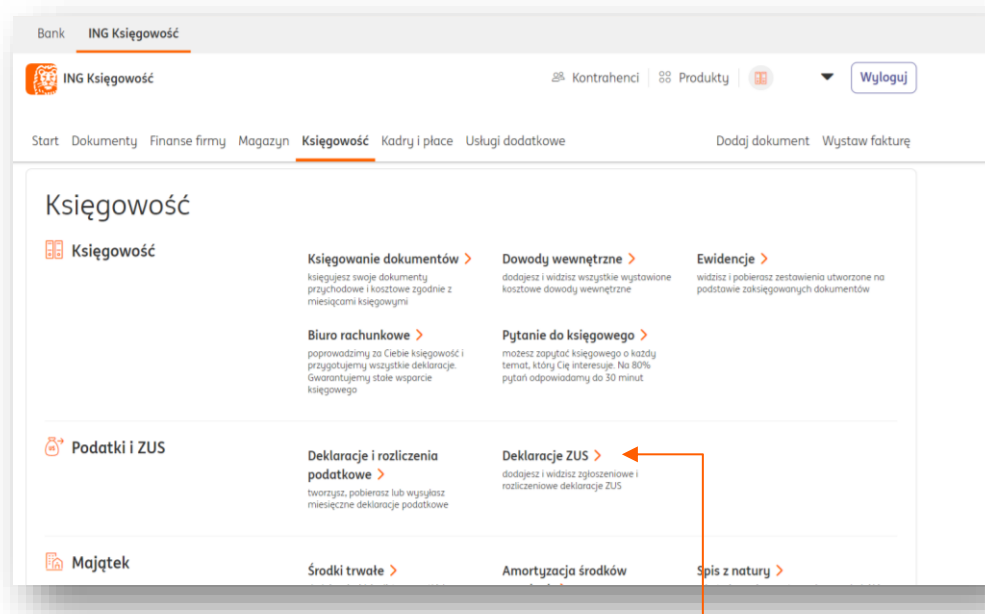 Bank ING Księgowość
ING Księgowość Kontrahenci Produkty Wyloguj
Start Dokumenty Finanse firmy Magazyn Księgowość Kadry i płace Usługi dodatkowe Dodaj dokument Wystaw fakturę
Księgowość
Księgowość
Księgowanie dokumentów
księgujesz swoje dokumenty
przychodowe i kosztowe zgodnie z
miesiącami księgowymi
Dowody wewnętrzne
dodajesz i widzisz wszystkie wystawione
kosztowe dowody wewnętrzne
Ewidencje
widzisz i pobierasz zestawienia utworzone na
podstawie zaksięgowanych dokumentów
Biuro rachunkowe
poprowadzimy za Ciebie księgowość i
przygotujemy wszystkie deklaracje.
Gwarantujemy stałe wsparcie
księgowego
Pytanie do księgowego
możesz zapytać księgowego o każdy
temat, który Cię interesuje. Na 80%
pytań odpowiadamy do 30 minut
Podatki i ZUS
Deklaracje i rozliczenia
podatkowe
tworzysz, pobierasz lub wysyłasz
miesięczne deklaracje podatkowe
Deklaracje ZUS
dodajesz i widzisz zgłoszeniowe i
rozliczeniowe deklaracje ZUS
Majątek
Środki trwałe
Amortyzacja środków
Spis z natury